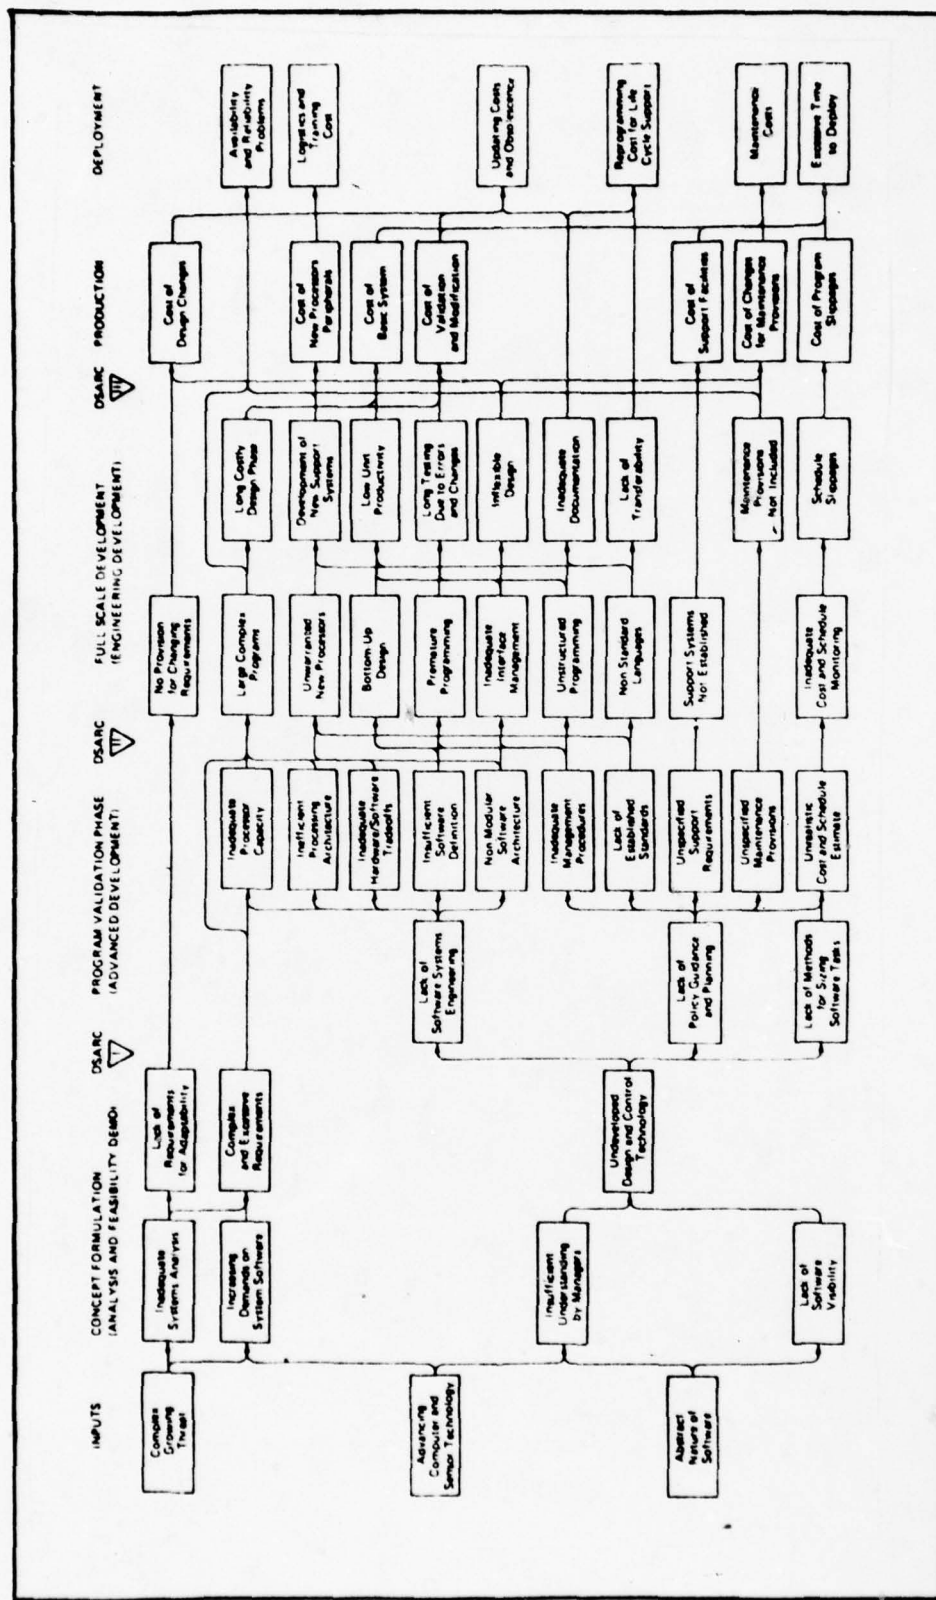 INPUTS
CONCEPT FORMULATION
(ANALYSIS AND FEASIBILITY DEMO)
DSARC
I
PROGRAM VALIDATION PHASE
(ADVANCED DEVELOPMENT)
DSARC
II
FULL SCALE DEVELOPMENT
(ENGINEERING DEVELOPMENT)
DSARC
III
PRODUCTION
DEPLOYMENT
Complex
Growing
Threat
Advancing
Computer and
Sensor Technology
Abstract
Nature of
Software
Inadequate
Systems Analysis
Increasing
Demands on
System Software
Insufficient
Understanding
by Managers
Lack of
Software
Visibility
Lack of
Requirements
for Adaptability
Complex
and Excessive
Requirements
Undeveloped
Design and Control
Technology
Lack of
Software Systems
Engineering
Lack of
Policy Guidance
and Planning
Lack of Methods
for Sizing
Software Tasks
Inadequate
Processor
Capacity
Inefficient
Processing
Architecture
Inadequate
Hardware/Software
Tradeoffs
Insufficient
Software
Definition
Non Modular
Software
Architecture
Inadequate
Management
Procedures
Lack of
Established
Standards
Unspecified
Support
Requirements
Unspecified
Maintenance
Provisions
Unrealistic
Cost and Schedule
Estimate
No Provision
for Changing
Requirements
Large Complex
Programs
Unwarranted
New Processors
Bottom Up
Design
Premature
Programming
Inadequate
Interface
Management
Unstructured
Programming
Non Standard
Languages
Support Systems
Not Established
Inadequate
Cost and Schedule
Monitoring
Long Costly
Design Phase
Development of
New Support
Systems
Low Unit
Productivity
Long Testing
Due to Errors
and Changes
Inflexible
Design
Inadequate
Documentation
Lack of
Transferability
Maintenance
Provisions
Not Included
Schedule
Slippages
Cost of
Design Changes
Cost of
New Processors
Peripherals
Cost of
Basic System
Cost of
Validation
and Modification
Cost of
Support Facilities
Cost of Changes
for Maintenance
Provisions
Cost of Program
Slippages
Availability
and Reliability
Problems
Logistics and
Training
Cost
Updating Costs
and Obsolescence
Reprogramming
Cost for Life
Cycle Support
Maintenance
Costs
Excessive Time
to Deploy